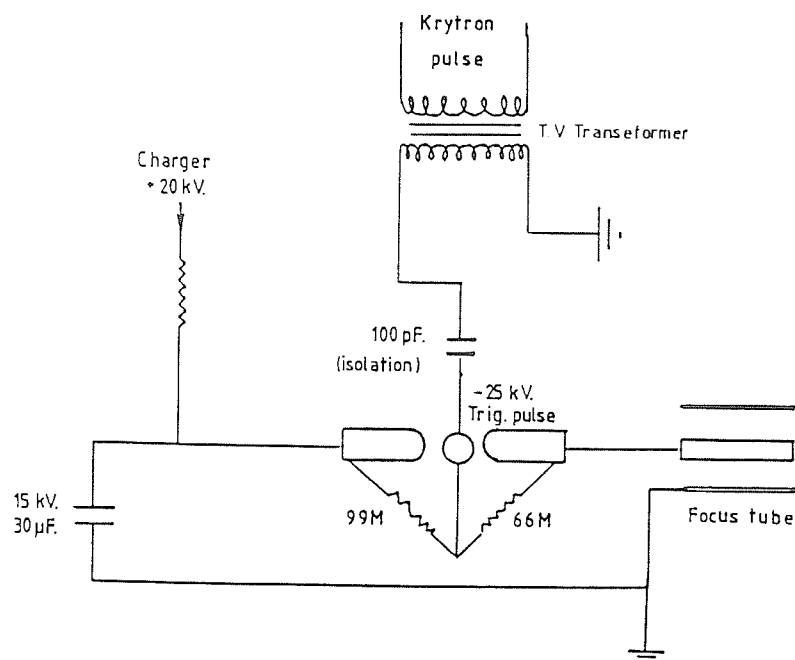 Krytron
pulse
T.V Transeformer
Charger
+ 20 kV.
100 pF.
(isolation)
-25 kV.
Trig. pulse
15 kV.
30 µF.
99M
66M
Focus tube